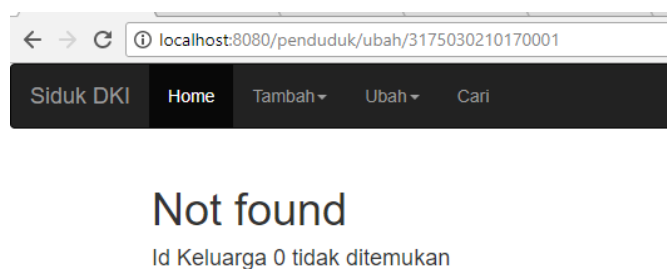 localhost:8080/penduduk/ubah/3175030210170001
Siduk DKI Home Tambah Ubah Cari
Not found
Id Keluarga 0 tidak ditemukan